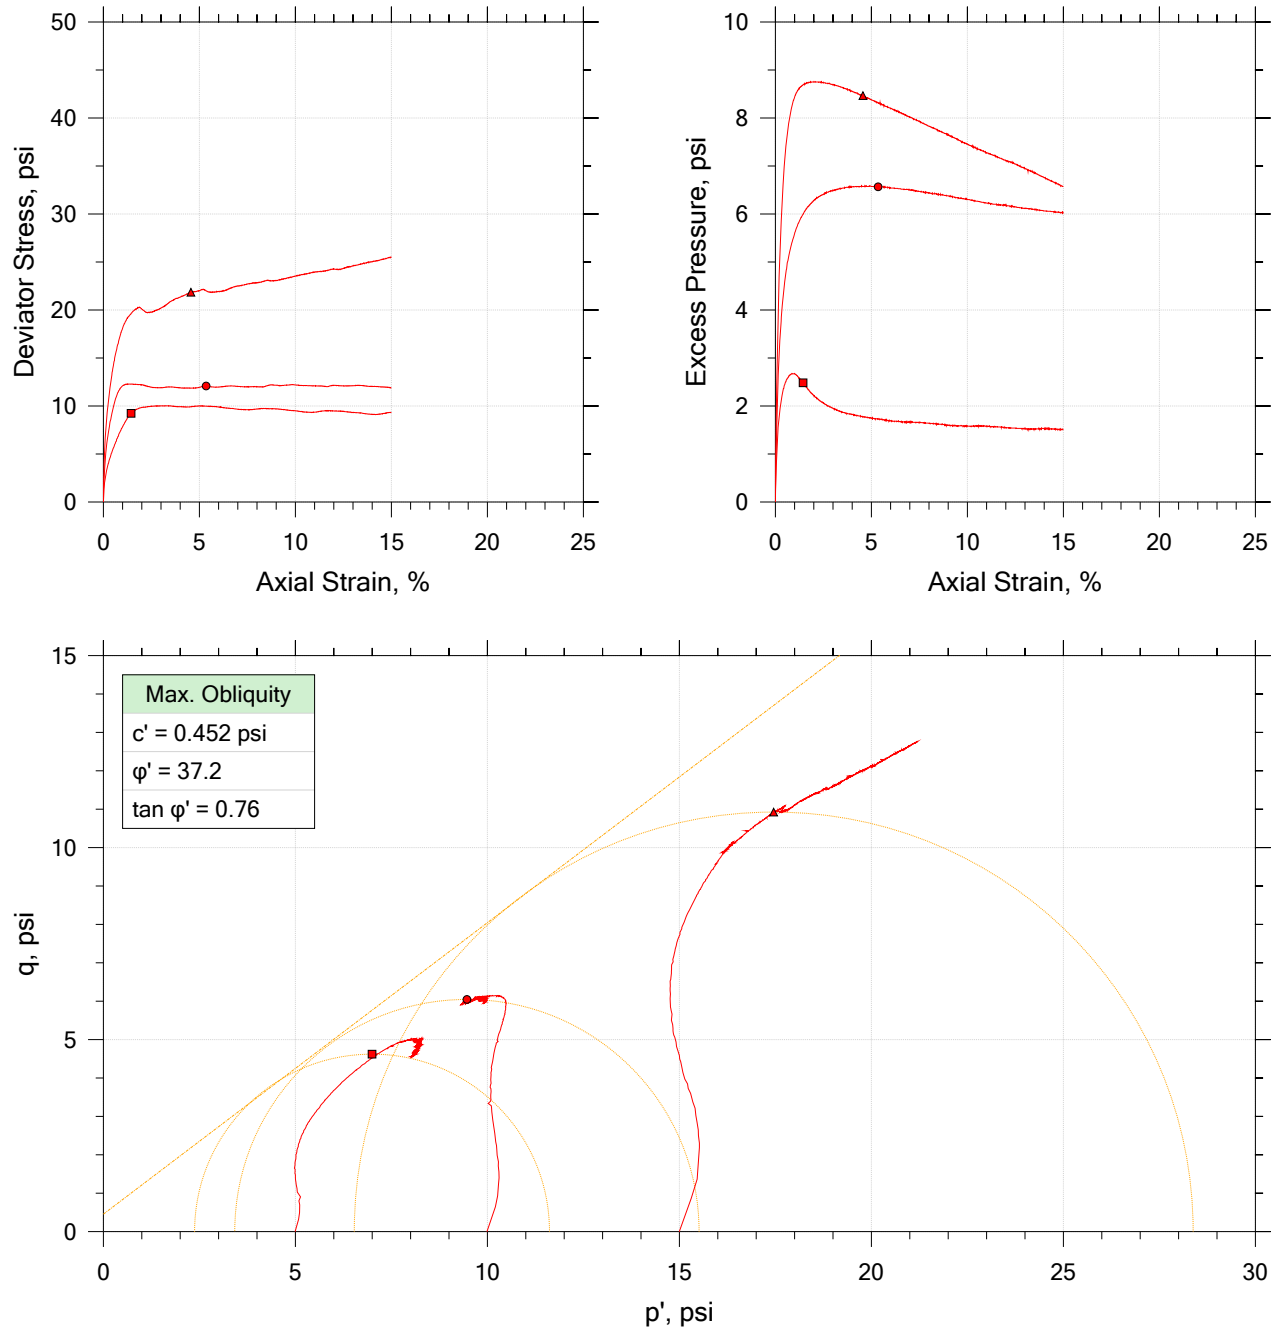 50
40
30
20
10
0
Deviator Stress, psi
0 5 10 15 20 25
Axial Strain, %
10
8
6
4
2
0
Excess Pressure, psi
0 5 10 15 20 25
Axial Strain, %
15
10
5
0
q, psi
Max. Obliquity
c' = 0.452 psi
φ' = 37.2
tan φ' = 0.76
0 5 10 15 20 25 30
p', psi